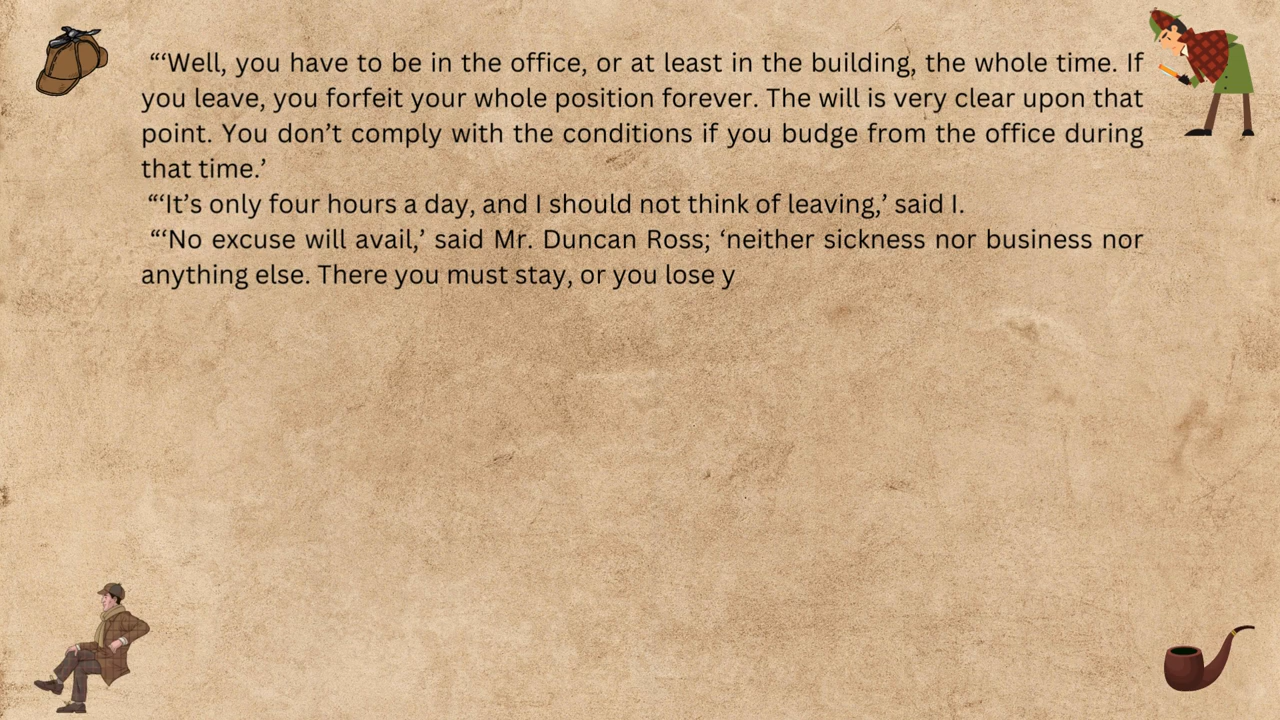 “‘Well, you have to be in the office, or at least in the building, the whole time. If
you leave, you forfeit your whole position forever. The will is very clear upon that
point. You don’t comply with the conditions if you budge from the office during
that time.’
“‘It’s only four hours a day, and I should not think of leaving,’ said I.
“‘No excuse will avail,’ said Mr. Duncan Ross; ‘neither sickness nor business nor
anything else. There you must stay, or you lose y